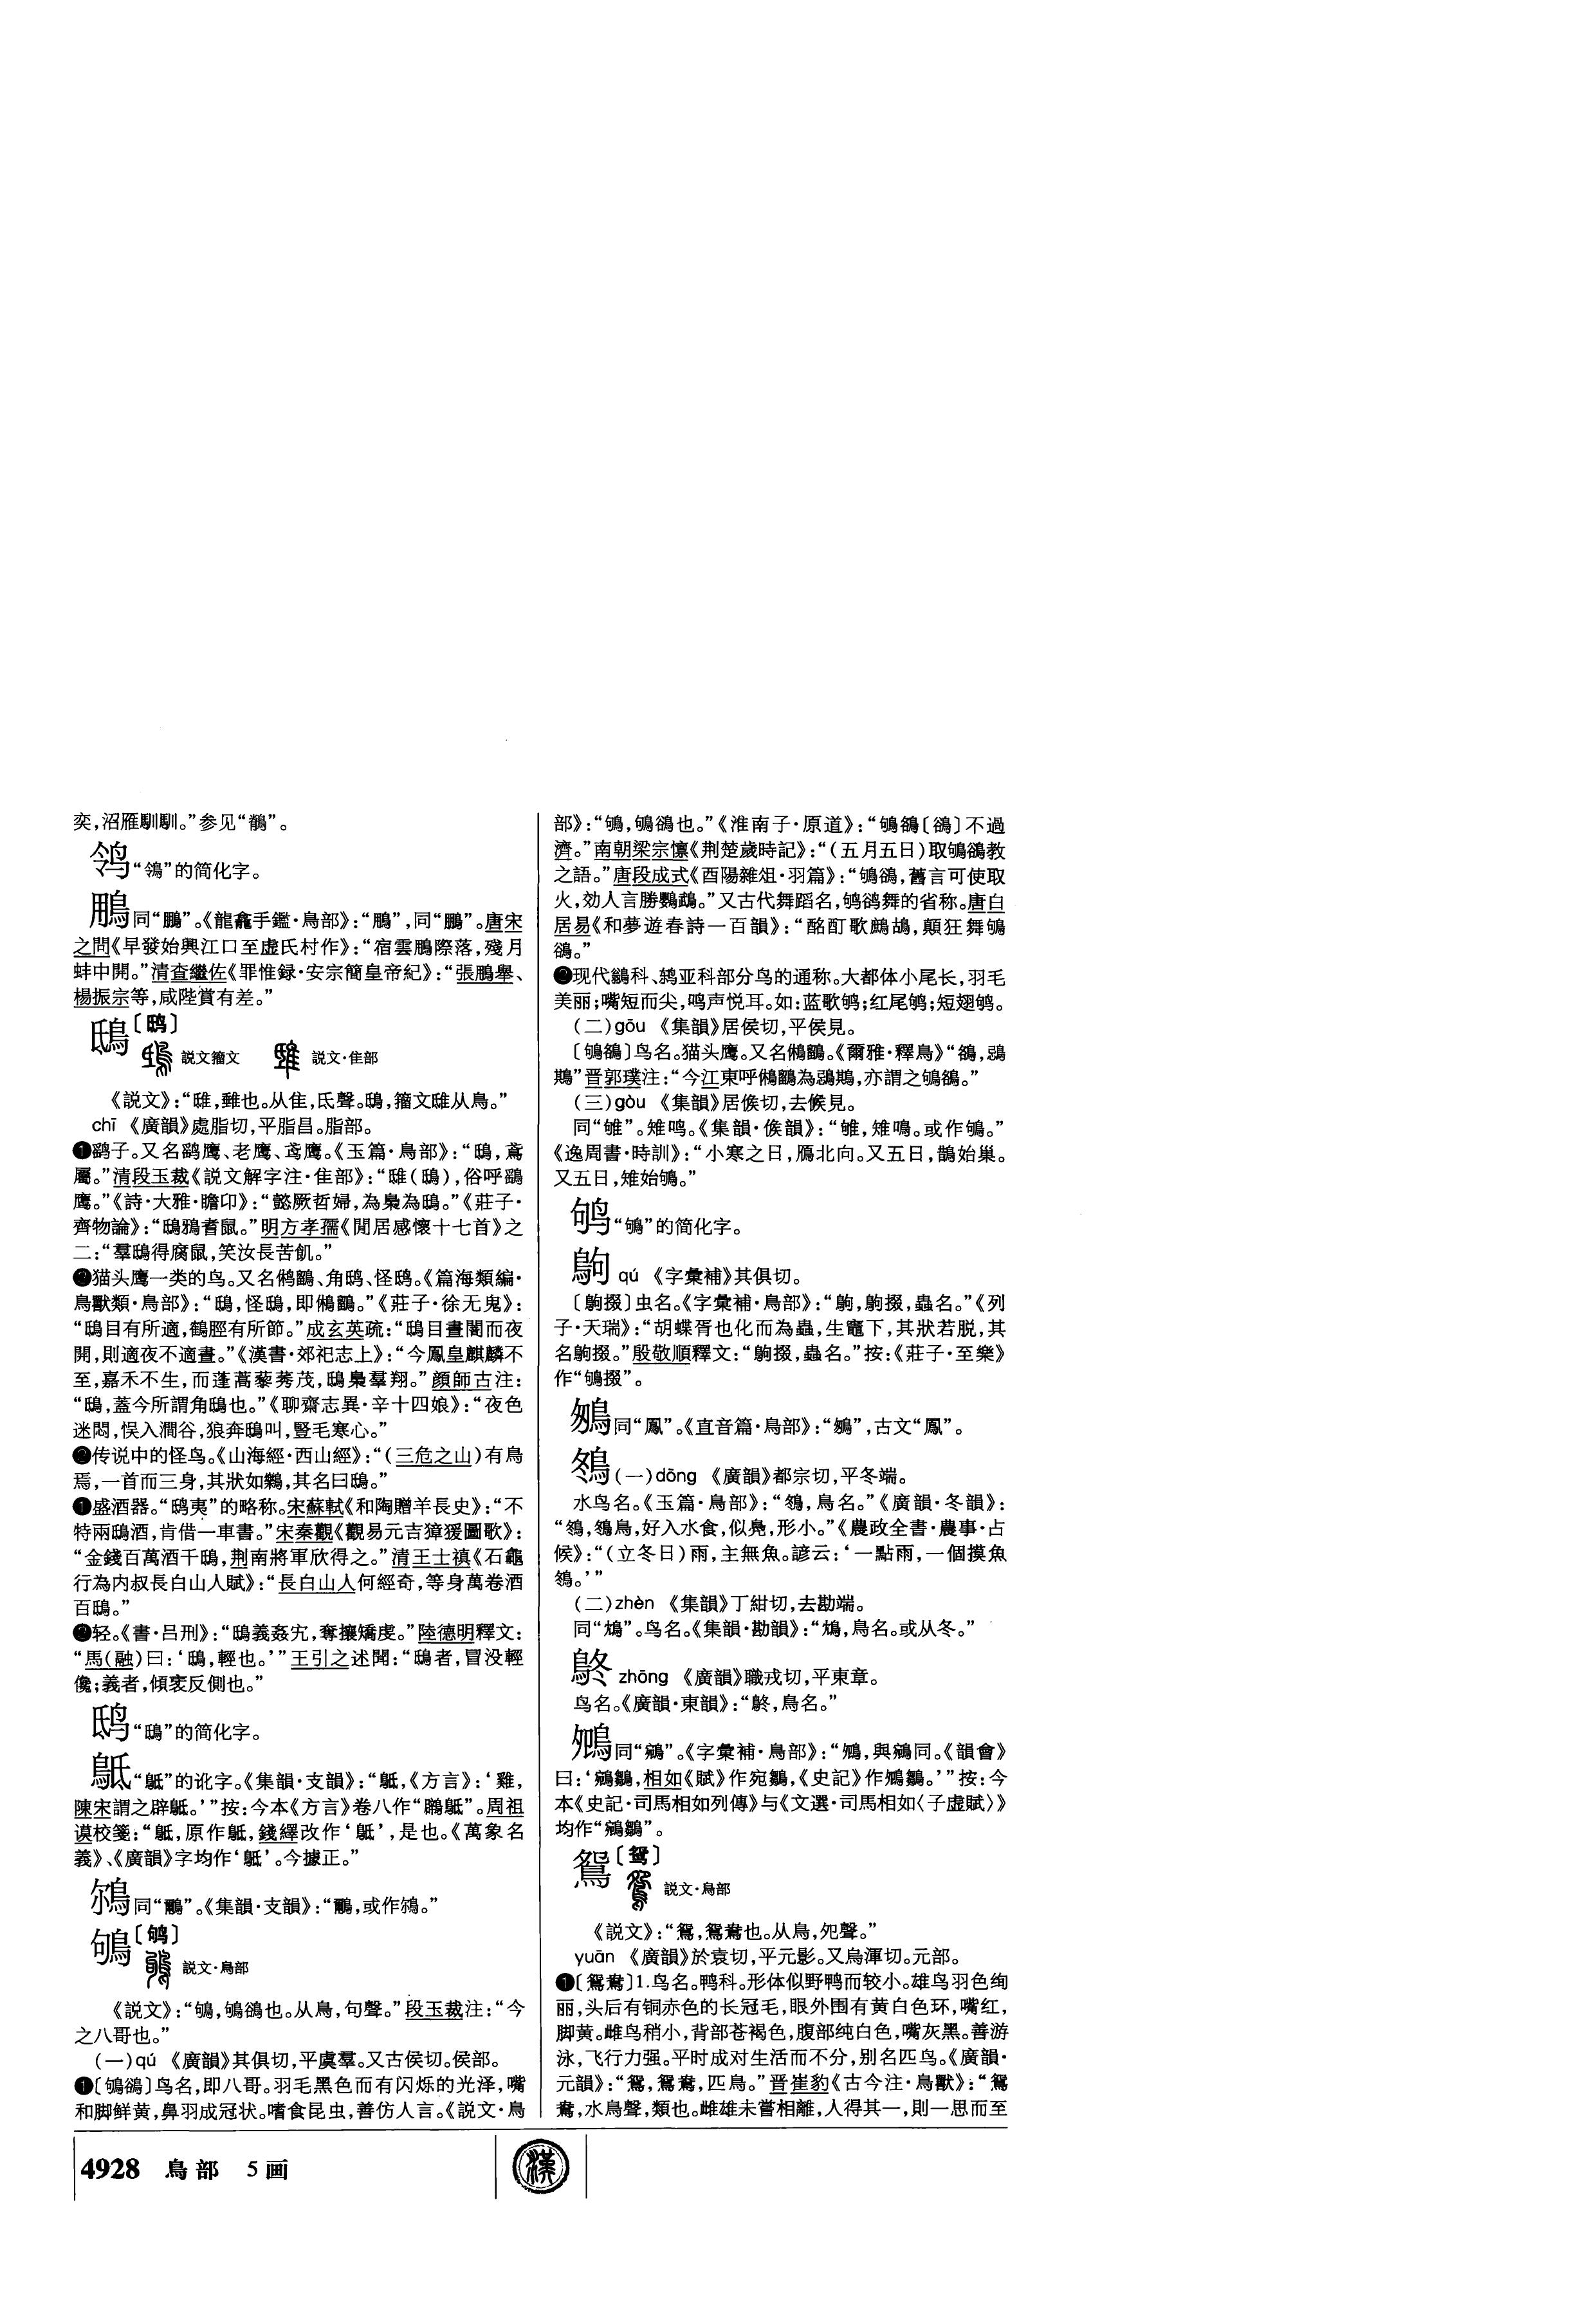 奕，沼雁馴馴。”参见“鶺”。
鸰“鴒”的简化字。
同“鵬”。《龍龕手鑑·鳥部》：“”，同“鵬”。唐宋
之問《早發始興江口至虚氏村作》：“宿雲鵬際落，殘月
蚌中開。”清查繼佐《罪惟録·安宗簡皇帝紀》：“張鵬舉、
楊振宗等，咸陛賞有差。”
鴟〔鸱〕
説文籀文 説文·隹部
《説文》：“雎，雖也。从隹，氏聲。鴟，籀文雎从鳥。”
chī 《廣韻》處脂切，平脂昌。脂部。
❶鹞子。又名鹞鹰、老鹰、鸢鹰。《玉篇·鳥部》：“鴟，鳶
屬。”清段玉裁《説文解字注·隹部》：“雎（鴟），俗呼鷂
鹰。”《詩·大雅·瞻卬》：“懿厥哲婦，為梟為鴟。”《莊子·
齊物論》：“鴟鴉耆鼠。”明方孝孺《閒居感懷十七首》之
二：“羣鴟得腐鼠，笑汝長苦飢。”
❷猫头鹰一类的鸟。又名鸺鹠、角鸱、怪鸱。《篇海類編·
鳥獸類·鳥部》：“鴟，怪鴟，即鵂鶹。”《莊子·徐无鬼》：
“鴟目有所適，鶴脛有所節。”成玄英疏：“鴟目晝闇而夜
開，則適夜不適晝。”《漢書·郊祀志上》：“今鳳皇麒麟不
至，嘉禾不生，而蓬蒿藜莠茂，鴟梟羣翔。”顔師古注：
“鴟，蓋今所謂角鴟也。”《聊齋志異·辛十四娘》：“夜色
迷悶，悮入澗谷，狼奔鴟叫，豎毛寒心。”
❸传说中的怪鸟。《山海經·西山經》：“（三危之山）有鳥
焉，一首而三身，其狀如鸈，其名曰鴟。”
❹盛酒器。“鸱夷”的略称。宋蘇軾《和陶贈羊長史》：“不
特兩鴟酒，肯借一車書。”宋秦觀《觀易元吉獐猨圖歌》：
“金錢百萬酒千鴟，荆南將軍欣得之。”清王士禛《石龜
行為内叔長白山人賦》：“長白山人何經奇，等身萬卷酒
百鴟。”
❺轻。《書·吕刑》：“鴟義姦宄，奪攘矯虔。”陸德明釋文：
“馬（融）曰：‘鴟，輕也。’”王引之述聞：“鴟者，冒没輕
儳；義者，傾衺反側也。”
鸱“鴟”的简化字。
“”的讹字。《集韻·支韻》：“，《方言》：‘雞，
陳宋謂之辟。’”按：今本《方言》卷八作“”。周祖
谟校箋：“，原作，錢繹改作‘’，是也。《萬象名
義》、《廣韻》字均作‘’。今據正。”
同“鸍”。《集韻·支韻》：“鸍，或作。”
鴝〔鸲〕
説文·鳥部
《説文》：“鴝，鴝鵒也。从鳥，句聲。”段玉裁注：“今
之八哥也。”
（一）qú 《廣韻》其俱切，平虞羣。又古侯切。侯部。
❶〔鴝鵒〕鸟名，即八哥。羽毛黑色而有闪烁的光泽，嘴
和脚鲜黄，鼻羽成冠状。嗜食昆虫，善仿人言。《説文·鳥
部》：“鴝，鴝鵒也。”《淮南子·原道》：“鴝鵒〔鵒〕不過
濟。”南朝梁宗懍《荆楚歲時記》：“（五月五日）取鴝鵒教
之語。”唐段成式《酉陽雜俎·羽篇》：“鴝鵒，舊言可使取
火，効人言勝鸚鵡。”又古代舞蹈名，鸲鹆舞的省称。唐白
居易《和夢遊春詩一百韻》：“酩酊歌鷓鴣，顛狂舞鴝
鵒。”
❷现代鶲科、鸫亚科部分鸟的通称。大都体小尾长，羽毛
美丽；嘴短而尖，鸣声悦耳。如：蓝歌鸲；红尾鸲；短翅鸲。
（二）gōu 《集韻》居侯切，平侯見。
〔鴝鵒〕鸟名。猫头鹰。又名鵂鶹。《爾雅·釋鳥》“鵅，鵋
䳢”晋郭璞注：“今江東呼鵂鶹為鵋䳢，亦謂之鴝鵅。”
（三）gòu 《集韻》居候切，去候見。
同“雊”。雉鸣。《集韻·候韻》：“雊，雉鳴。或作鴝。”
《逸周書·時訓》：“小寒之日，鴈北向。又五日，鵲始巢。
又五日，雉始鴝。”
鸲“鴝”的简化字。
䳔 qú 《字彙補》其俱切。
〔䳔掇〕虫名。《字彙補·鳥部》：“䳔，䳔掇，蟲名。”《列
子·天瑞》：“胡蝶胥也化而為蟲，生竈下，其狀若脱，其
名䳔掇。”殷敬順釋文：“䳔掇，蟲名。”按：《莊子·至樂》
作“鴝掇”。
同“鳳”。《直音篇·鳥部》：“，古文“鳳”。
鴤（一）dōng 《廣韻》都宗切，平冬端。
水鸟名。《玉篇·鳥部》：“鴤，鳥名。”《廣韻·冬韻》：
“鴤，鴤鳥，好入水食，似鳧，形小。”《農政全書·農事·占
候》：“（立冬日）雨，主無魚。諺云：‘一點雨，一個摸魚
鴤。’”
（二）zhèn 《集韻》丁紺切，去勘端。
同“鴆”。鸟名。《集韻·勘韻》：“鴆，鳥名。或从冬。”
zhōng 《廣韻》職戎切，平東章。
鸟名。《廣韻·東韻》：“，鳥名。”
同“鵷”。《字彙補·鳥部》：“，與鵷同。《韻會》
曰：‘鵷鶵，相如《賦》作宛鶵，《史記》作鶵。’”按：今
本《史記·司馬相如列傳》与《文選·司馬相如〈子虚賦〉》
均作“鵷鶵”。
鴛〔鸳〕
説文·鳥部
《説文》：“鴛，鴛鴦也。从鳥，夗聲。”
yuān 《廣韻》於袁切，平元影。又烏渾切。元部。
❶〔鴛鴦〕1.鸟名。鸭科。形体似野鸭而较小。雄鸟羽色绚
丽，头后有铜赤色的长冠毛，眼外围有黄白色环，嘴红，
脚黄。雌鸟稍小，背部苍褐色，腹部纯白色，嘴灰黑。善游
泳，飞行力强。平时成对生活而不分，别名匹鸟。《廣韻·
元韻》：“鴛，鴛鴦，匹鳥。”晋崔豹《古今注·鳥獸》：“鴛
鴦，水鳥聲，類也。雌雄未嘗相離，人得其一，則一思而至
4928 鳥部 5画
漢